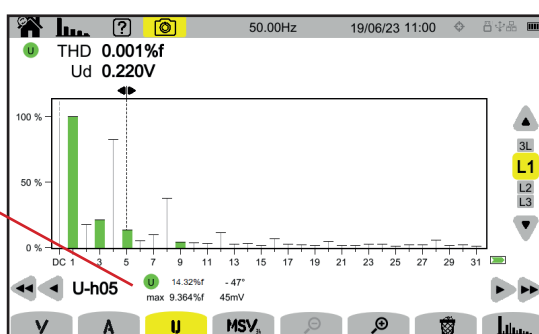 ? 50.00Hz 19/06/23 11:00
U THD 0.001%f
Ud 0.220V
100 %
50 %
0 %
3L
L1
L2
L3
DC 1 3 5 7 9 11 13 15 17 19 21 23 25 27 29 31
U-h05 U 14.32%f - 47°
max 9.364%f 45mV
V A U MSV